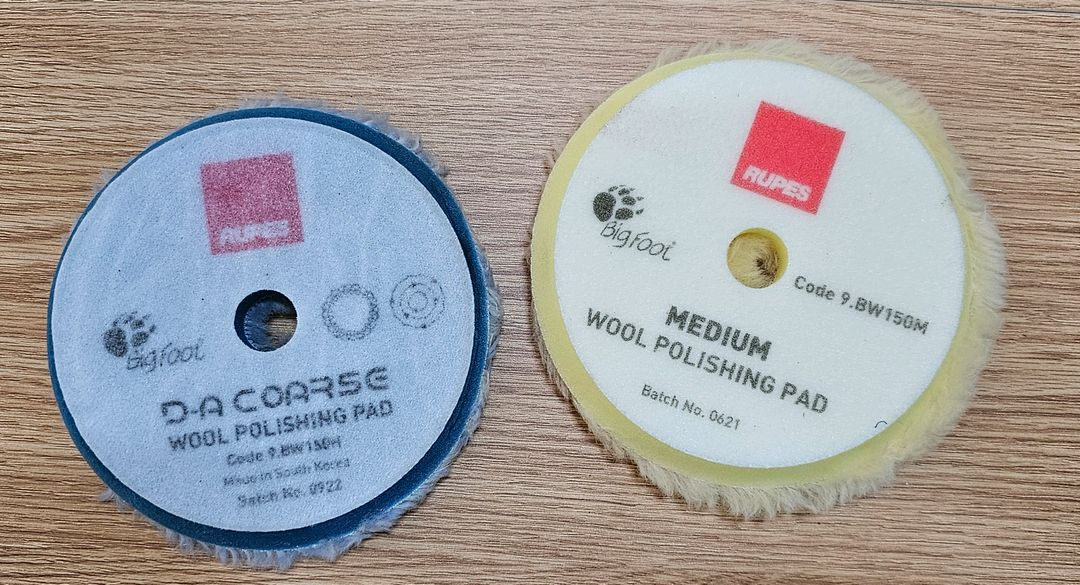 RUPES
BigFoot
D-A COARSE
WOOL POLISHING PAD
Code 9.BW150H
Made in South Korea
Batch No. 0922
RUPES
BigFoot
Code 9.BW150M
MEDIUM
WOOL POLISHING PAD
Batch No. 0621